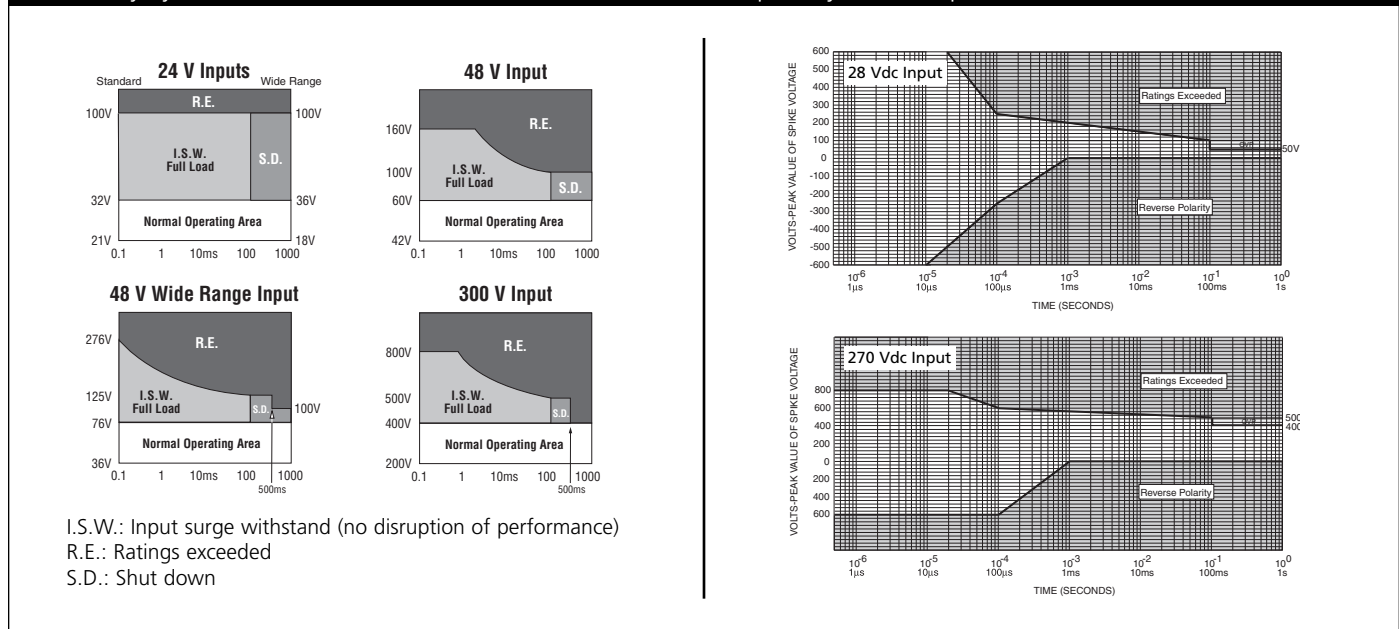 24 V Inputs
Standard
Wide Range
R.E.
100V
100V
I.S.W.
Full Load
S.D.
32V
36V
Normal Operating Area
21V
18V
0.1 1 10ms 100 1000
48 V Input
160V
R.E.
I.S.W.
Full Load
100V
S.D.
60V
Normal Operating Area
42V
0.1 1 10ms 100 1000
48 V Wide Range Input
276V
R.E.
125V
I.S.W.
Full Load
S.D.
100V
76V
Normal Operating Area
36V
0.1 1 10ms 100 1000
500ms
300 V Input
800V
R.E.
I.S.W.
Full Load
500V
S.D.
400V
Normal Operating Area
200V
0.1 1 10ms 100 1000
500ms
I.S.W.: Input surge withstand (no disruption of performance)
R.E.: Ratings exceeded
S.D.: Shut down
VOLTS-PEAK VALUE OF SPIKE VOLTAGE
28 Vdc Input
600
500
400
300
200
100
0
-100
-200
-300
-400
-500
-600
Ratings Exceeded
OVP
50V
Reverse Polarity
10-6 10-5 10-4 10-3 10-2 10-1 100
1µs 10µs 100µs 1ms 10ms 100ms 1s
TIME (SECONDS)
VOLTS-PEAK VALUE OF SPIKE VOLTAGE
270 Vdc Input
800
600
400
200
0
200
400
600
Ratings Exceeded
500
400
Reverse Polarity
10-6 10-5 10-4 10-3 10-2 10-1 100
1µs 10µs 100µs 1ms 10ms 100ms 1s
TIME (SECONDS)